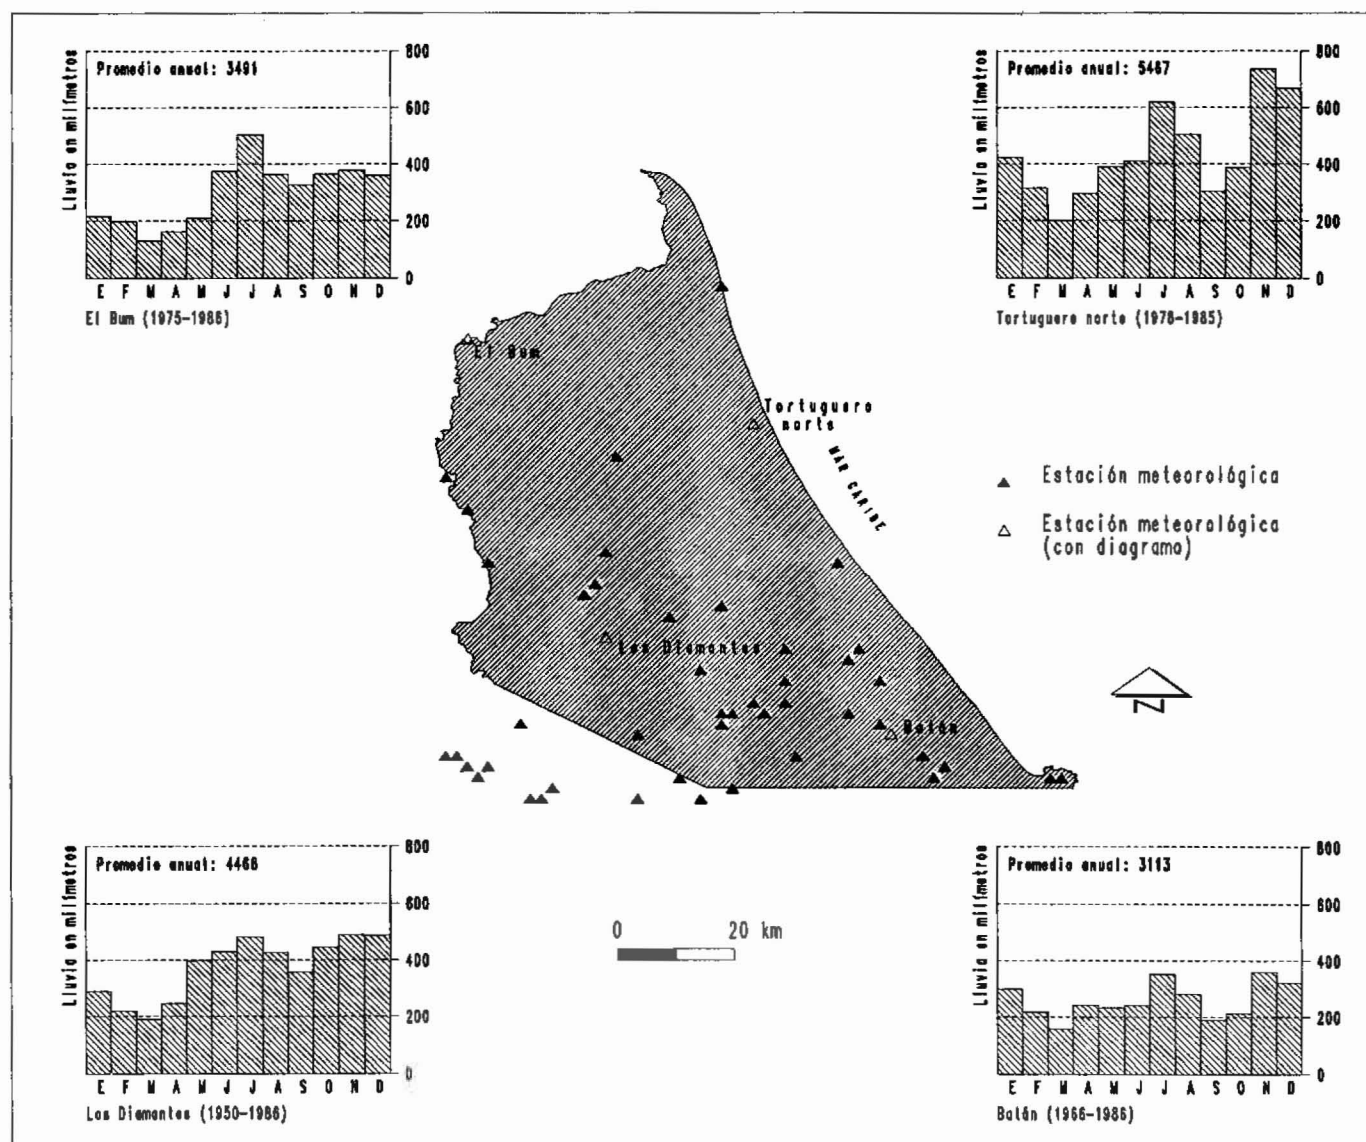 Lluvia en milímetros
Promedio anual: 3491
800
600
400
200
0
E F M A M J J A S O N D
El Bum (1975-1986)
Lluvia en milímetros
Promedio anual: 5467
800
600
400
200
0
E F M A M J J A S O N D
Tortuguero norte (1978-1985)
El Bum
Tortuguero
norte
MAR CARIBE
Los Diamantes
Batán
Estación meteorológica
Estación meteorológica
(con diagrama)
N
Lluvia en milímetros
Promedio anual: 4466
800
600
400
200
0
E F M A M J J A S O N D
Los Diamantes (1950-1986)
0 20 km
Lluvia en milímetros
Promedio anual: 3113
800
600
400
200
0
E F M A M J J A S O N D
Batán (1966-1986)